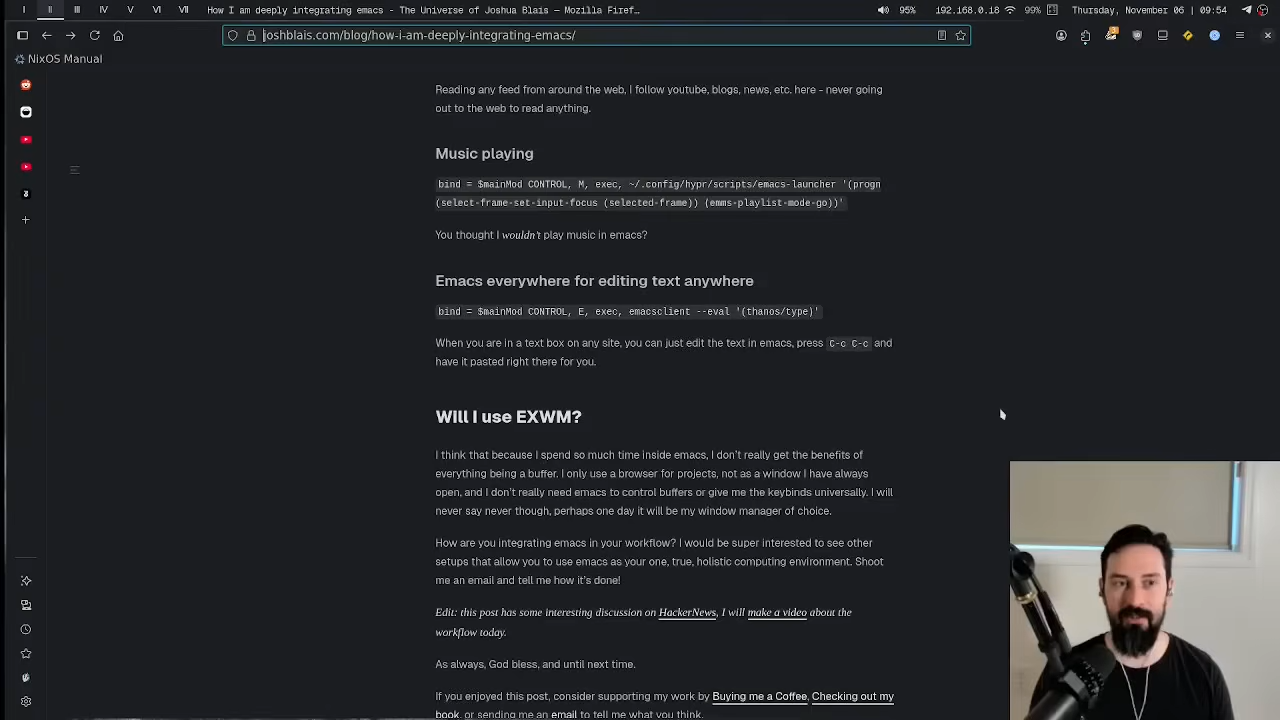 I II III IV V VI VII How I am deeply integrating emacs - The Universe of Joshua Blais — Mozilla Firef… 95% 192.168.0.18 99% Thursday, November 06 | 09:54
joshblais.com/blog/how-i-am-deeply-integrating-emacs/
NixOS Manual
Reading any feed from around the web, I follow youtube, blogs, news, etc. here - never going
out to the web to read anything.
Music playing
bind = $mainMod CONTROL, M, exec, ~/.config/hypr/scripts/emacs-launcher '(progn
(select-frame-set-input-focus (selected-frame)) (emms-playlist-mode-go))'
You thought I wouldn't play music in emacs?
Emacs everywhere for editing text anywhere
bind = $mainMod CONTROL, E, exec, emacsclient --eval '(thanos/type)'
When you are in a text box on any site, you can just edit the text in emacs, press C-c C-c and
have it pasted right there for you.
WIll I use EXWM?
I think that because I spend so much time inside emacs, I don't really get the benefits of
everything being a buffer. I only use a browser for projects, not as a window I have always
open, and I don't really need emacs to control buffers or give me the keybinds universally. I will
never say never though, perhaps one day it will be my window manager of choice.
How are you integrating emacs in your workflow? I would be super interested to see other
setups that allow you to use emacs as your one, true, holistic computing environment. Shoot
me an email and tell me how it's done!
Edit: this post has some interesting discussion on HackerNews, I will make a video about the
workflow today.
As always, God bless, and until next time.
If you enjoyed this post, consider supporting my work by Buying me a Coffee, Checking out my
book, or sending me an email to tell me what you think.